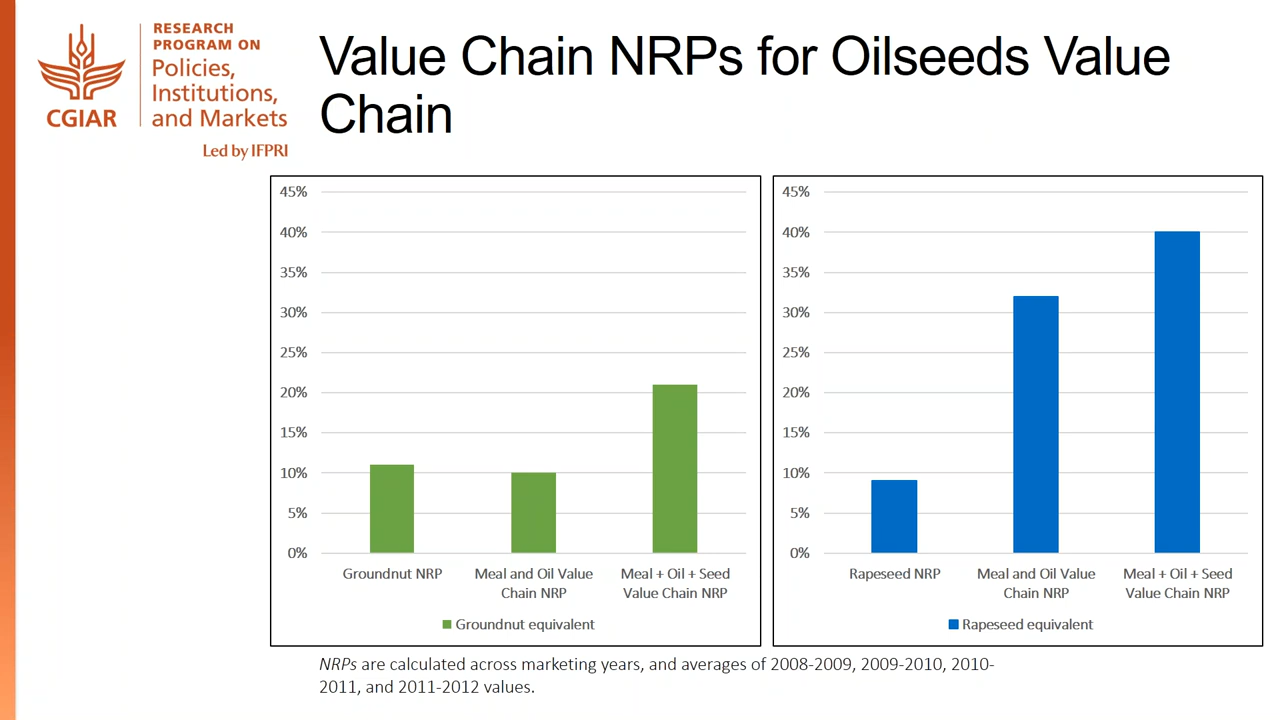 RESEARCH
PROGRAM ON
Policies,
Institutions,
and Markets
CGIAR
Led by IFPRI
Value Chain NRPs for Oilseeds Value
Chain
45%
40%
35%
30%
25%
20%
15%
10%
5%
0%
Groundnut NRP
Meal and Oil Value
Chain NRP
Meal + Oil + Seed
Value Chain NRP
Groundnut equivalent
45%
40%
35%
30%
25%
20%
15%
10%
5%
0%
Rapeseed NRP
Meal and Oil Value
Chain NRP
Meal + Oil + Seed
Value Chain NRP
Rapeseed equivalent
NRPs are calculated across marketing years, and averages of 2008-2009, 2009-2010, 2010-
2011, and 2011-2012 values.